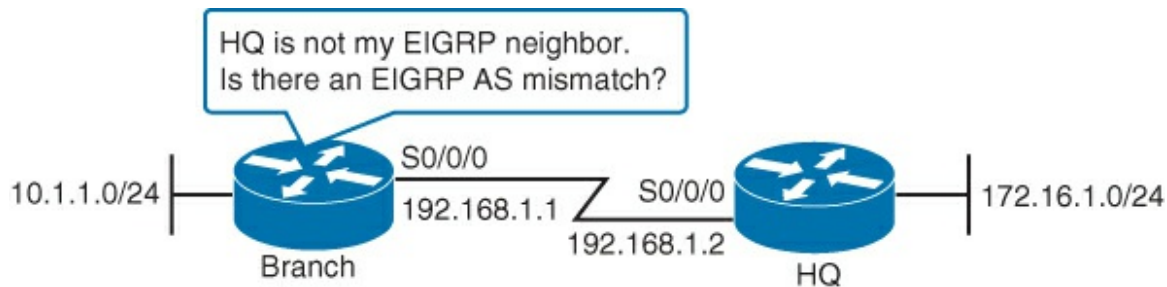 HQ is not my EIGRP neighbor.
Is there an EIGRP AS mismatch?
S0/0/0
10.1.1.0/24
192.168.1.1
S0/0/0
172.16.1.0/24
192.168.1.2
Branch
HQ